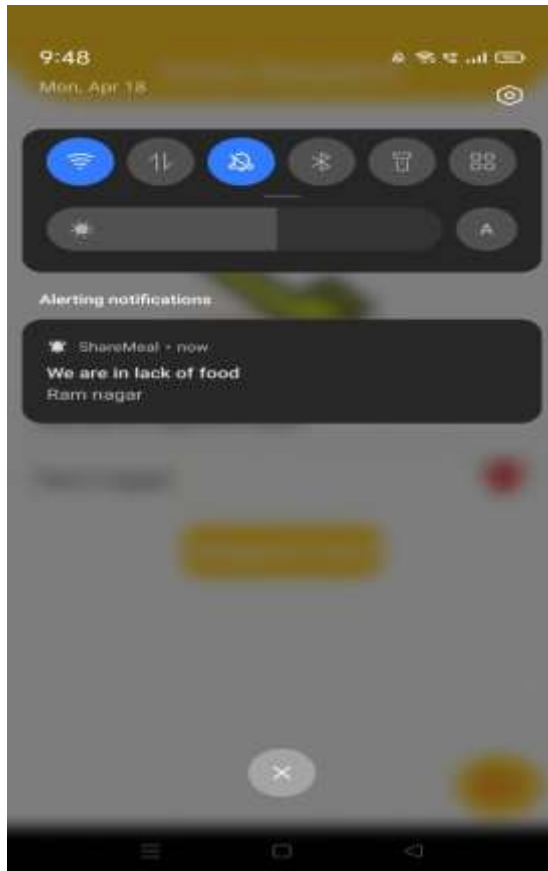 9:48
Mon, Apr 18
A
Alerting notifications
ShareMeal • now
We are in lack of food
Ram nagar